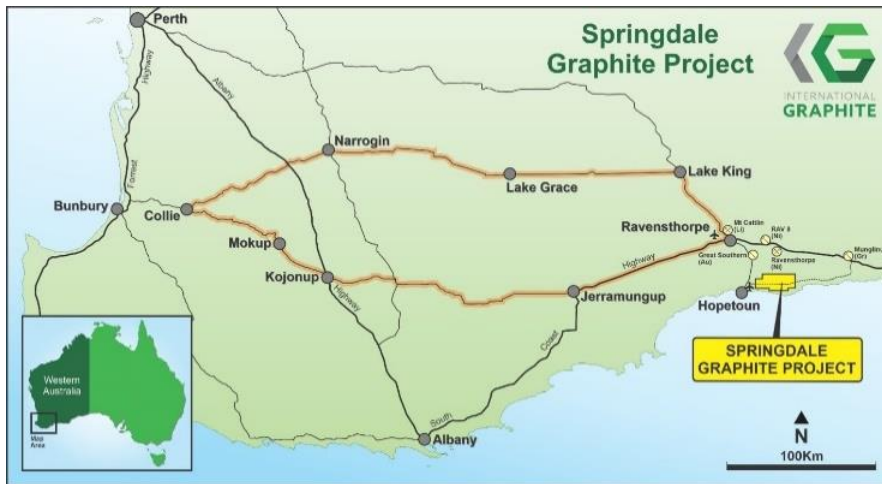 Perth
Springdale
Graphite Project
INTERNATIONAL
GRAPHITE
Highway
Albany
Narrogin
Lake Grace
Lake King
Forrest
Bunbury
Collie
Mokup
Kojonup
Highway
Ravensthorpe
Mt Cattlin
(Li)
RAV 8
(Ni)
Great Southern
(Au)
Ravensthorpe
(Ni)
(Gr)
Highway
Jerramungup
Hopetoun
Coast
South
Albany
SPRINGDALE
GRAPHITE PROJECT
Western
Australia
Map
Area
N
100Km